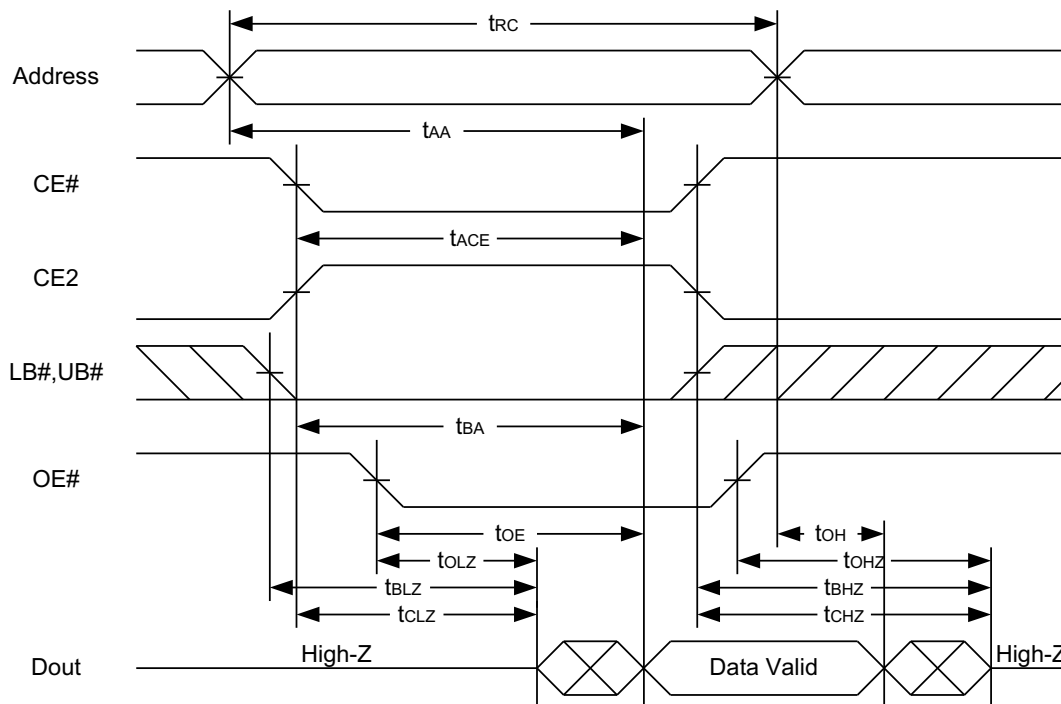 tRC
Address
tAA
CE#
tACE
CE2
LB#,UB#
tBA
OE#
tOE
tOH
tOLZ
tOHZ
tBLZ
tBHZ
tCLZ
tCHZ
Dout
High-Z
Data Valid
High-Z